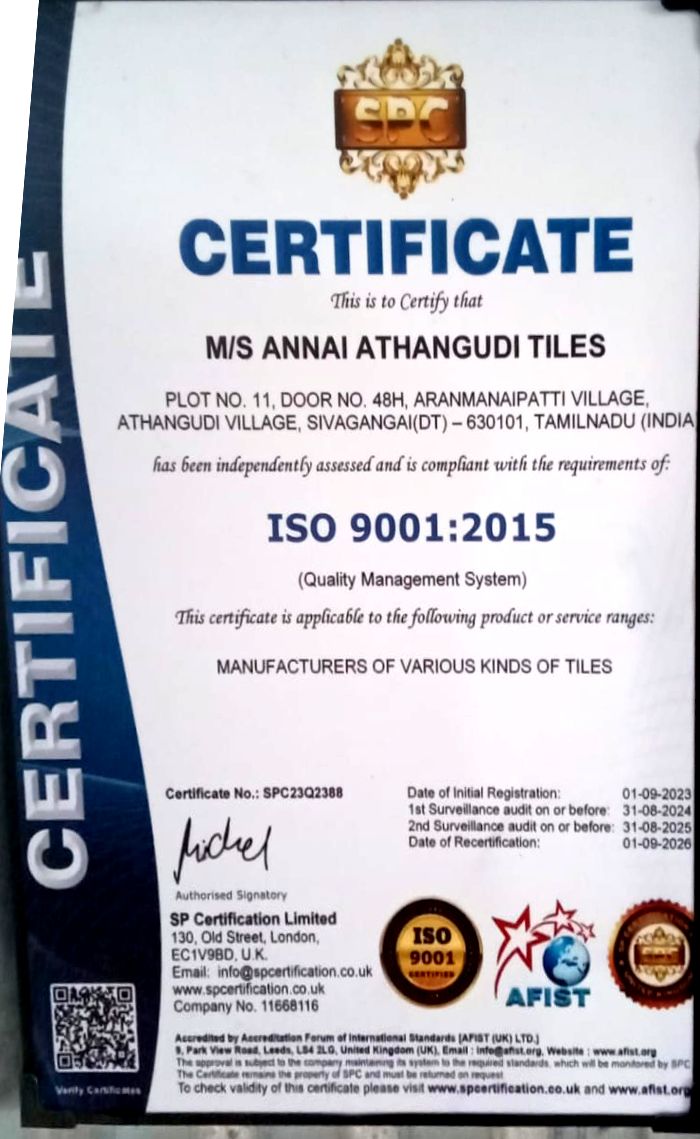 SPC
CERTIFICATE
CERTIFICATE
This is to Certify that
M/S ANNAI ATHANGUDI TILES
PLOT NO. 11, DOOR NO. 48H, ARANMANAIPATTI VILLAGE,
ATHANGUDI VILLAGE, SIVAGANGAI(DT) – 630101, TAMILNADU (INDIA
has been independently assessed and is compliant with the requirements of:
ISO 9001:2015
(Quality Management System)
This certificate is applicable to the following product or service ranges:
MANUFACTURERS OF VARIOUS KINDS OF TILES
Certificate No.: SPC23Q2388
Date of Initial Registration: 01-09-2023
1st Surveillance audit on or before: 31-08-2024
2nd Surveillance audit on or before: 31-08-2025
Date of Recertification: 01-09-2026
Michel
Authorised Signatory
SP Certification Limited
130, Old Street, London,
EC1V9BD, U.K.
Email: info@spcertification.co.uk
www.spcertification.co.uk
Company No. 11668116
ISO
9001
CERTIFIED
AFIST
Verify Certificates
Accredited by Accreditation Forum of International Standards [AFIST (UK) LTD.]
9, Park View Road, Leeds, LS4 2LG, United Kingdom (UK), Email : info@afist.org, Website : www.afist.org
The approval is subject to the company maintaining its system to the required standards, which will be monitored by SPC
The Certificate remains the property of SPC and must be returned on request
To check validity of this certificate please visit www.spcertification.co.uk and www.afist.org